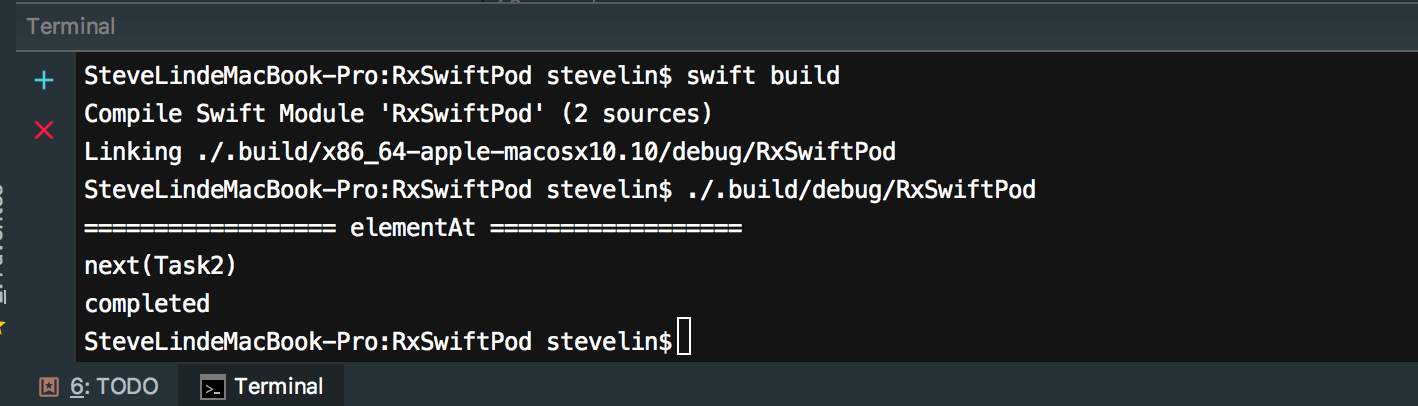 Terminal
SteveLindeMacBook-Pro:RxSwiftPod stevelin$ swift build
Compile Swift Module 'RxSwiftPod' (2 sources)
Linking ./.build/x86_64-apple-macosx10.10/debug/RxSwiftPod
SteveLindeMacBook-Pro:RxSwiftPod stevelin$ ./.build/debug/RxSwiftPod
================== elementAt ==================
next(Task2)
completed
SteveLindeMacBook-Pro:RxSwiftPod stevelin$
6: TODO
Terminal